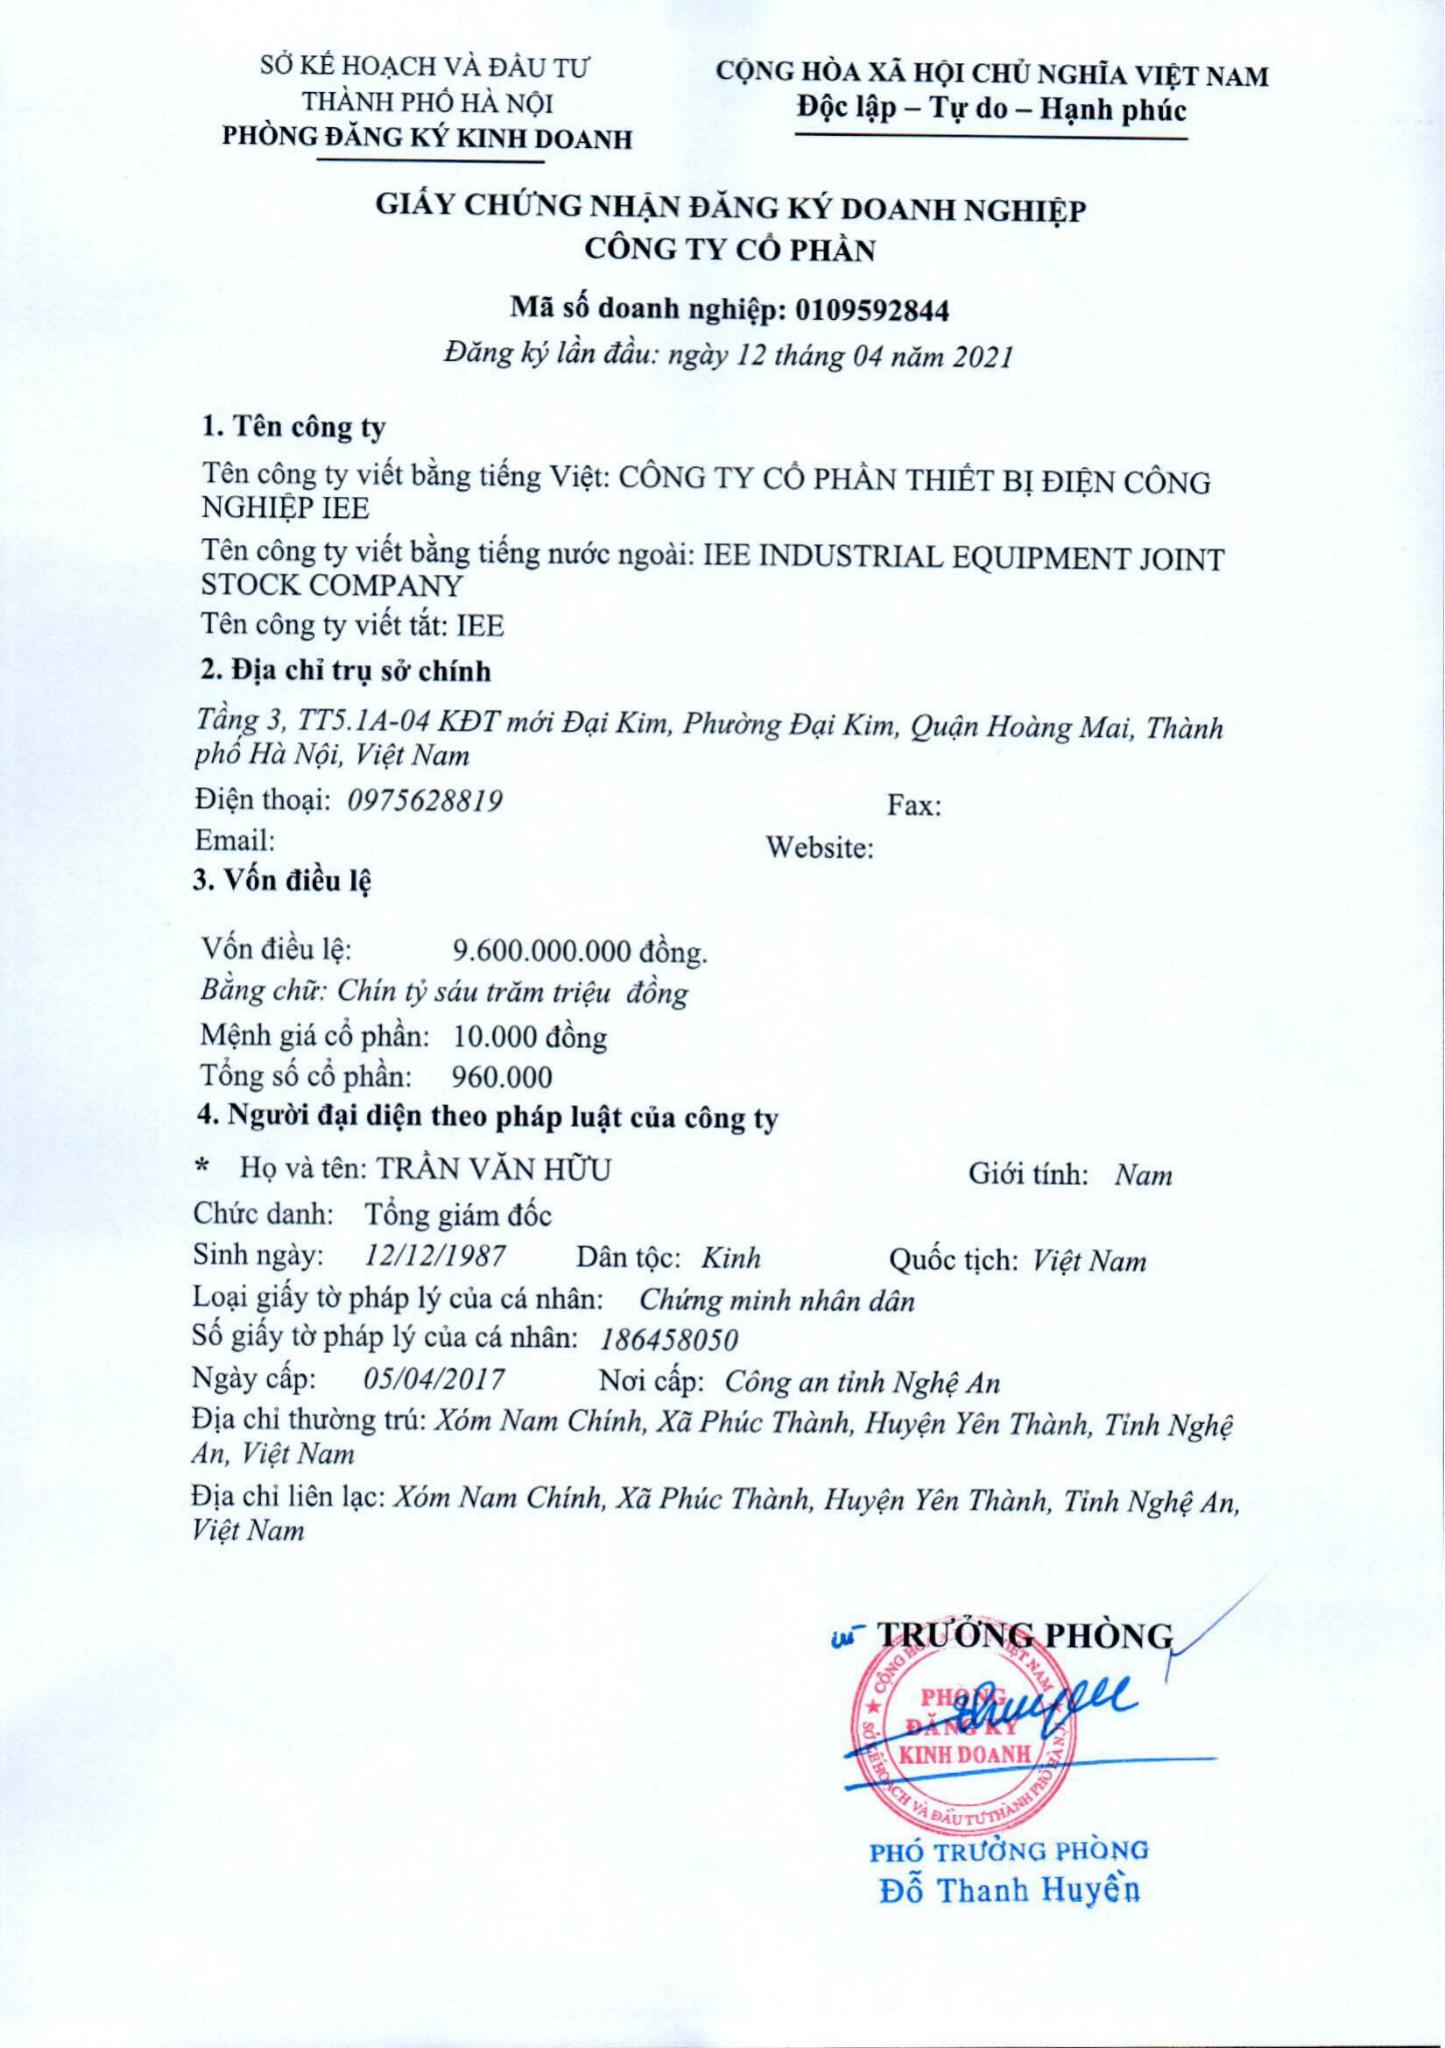 SỞ KẾ HOẠCH VÀ ĐẦU TƯ
THÀNH PHỐ HÀ NỘI
PHÒNG ĐĂNG KÝ KINH DOANH
CỘNG HÒA XÃ HỘI CHỦ NGHĨA VIỆT NAM
Độc lập – Tự do – Hạnh phúc
GIẤY CHỨNG NHẬN ĐĂNG KÝ DOANH NGHIỆP
CÔNG TY CỔ PHẦN
Mã số doanh nghiệp: 0109592844
Đăng ký lần đầu: ngày 12 tháng 04 năm 2021
1. Tên công ty
Tên công ty viết bằng tiếng Việt: CÔNG TY CỔ PHẦN THIẾT BỊ ĐIỆN CÔNG
NGHIỆP IEE
Tên công ty viết bằng tiếng nước ngoài: IEE INDUSTRIAL EQUIPMENT JOINT
STOCK COMPANY
Tên công ty viết tắt: IEE
2. Địa chỉ trụ sở chính
Tầng 3, TT5.1A-04 KĐT mới Đại Kim, Phường Đại Kim, Quận Hoàng Mai, Thành
phố Hà Nội, Việt Nam
Điện thoại: 0975628819 Fax:
Email: Website:
3. Vốn điều lệ
Vốn điều lệ: 9.600.000.000 đồng.
Bằng chữ: Chín tỷ sáu trăm triệu đồng
Mệnh giá cổ phần: 10.000 đồng
Tổng số cổ phần: 960.000
4. Người đại diện theo pháp luật của công ty
* Họ và tên: TRẦN VĂN HỮU Giới tính: Nam
Chức danh: Tổng giám đốc
Sinh ngày: 12/12/1987 Dân tộc: Kinh Quốc tịch: Việt Nam
Loại giấy tờ pháp lý của cá nhân: Chứng minh nhân dân
Số giấy tờ pháp lý của cá nhân: 186458050
Ngày cấp: 05/04/2017 Nơi cấp: Công an tỉnh Nghệ An
Địa chỉ thường trú: Xóm Nam Chính, Xã Phúc Thành, Huyện Yên Thành, Tỉnh Nghệ
An, Việt Nam
Địa chỉ liên lạc: Xóm Nam Chính, Xã Phúc Thành, Huyện Yên Thành, Tỉnh Nghệ An,
Việt Nam
TRƯỞNG PHÒNG
PHÒNG
ĐĂNG KÝ
KINH DOANH
SỞ KẾ HOẠCH VÀ ĐẦU TƯ THÀNH PHỐ HÀ NỘI
PHÓ TRƯỞNG PHÒNG
Đỗ Thanh Huyền